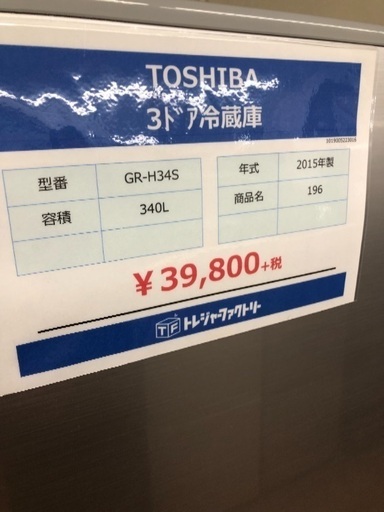 TOSHIBA
3ドア冷蔵庫
型番 GR-H34S
容積 340L
年式 2015年製
商品名 196
¥39,800+税
TF トレジャーファクトリー